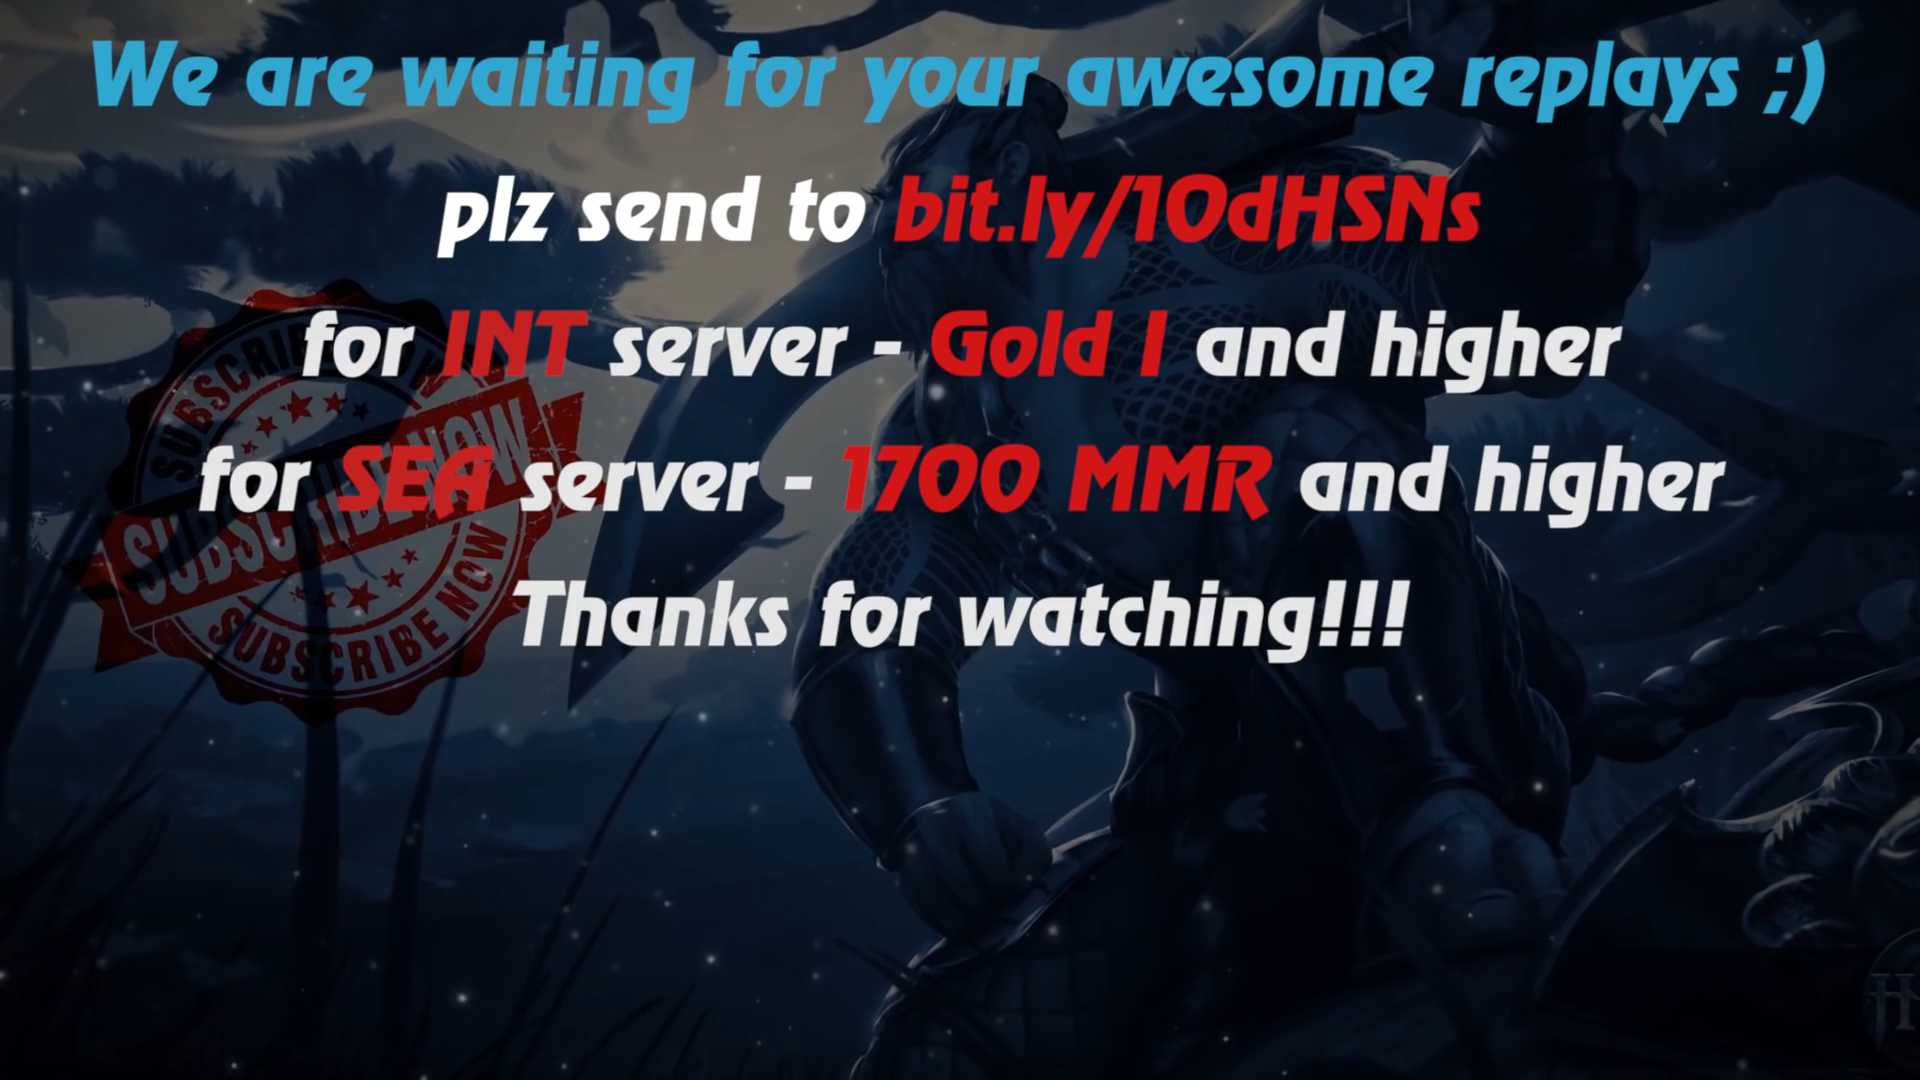 We are waiting for your awesome replays ;)
plz send to bit.ly/10dHSNs
for INT server - Gold I and higher
for SEA server - 1700 MMR and higher
Thanks for watching!!!
SUBSCRIBE NOW
SUBSCRIBE NOW